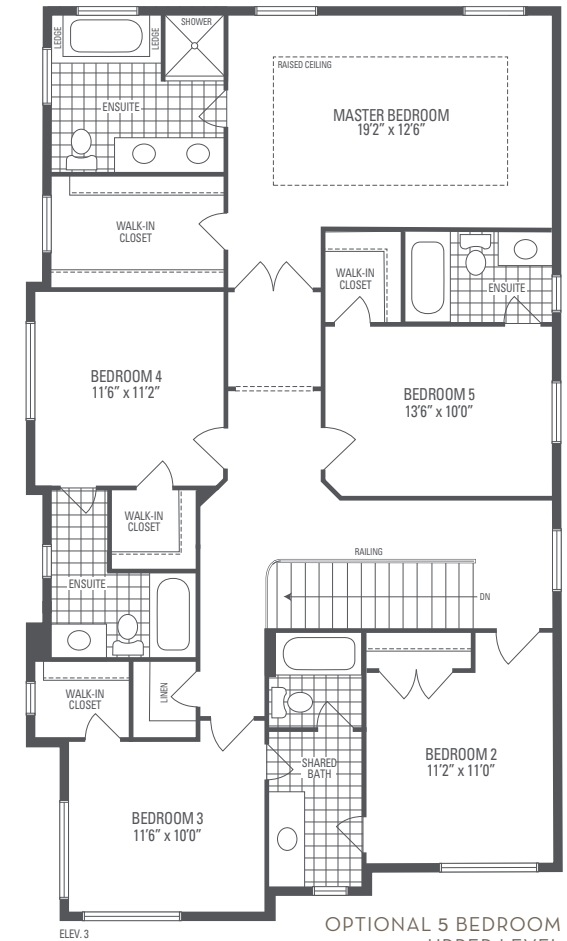 SHOWER
LEDGE
LEDGE
RAISED CEILING
ENSUITE
MASTER BEDROOM
19'2" x 12'6"
WALK-IN
CLOSET
WALK-IN
CLOSET
ENSUITE
BEDROOM 4
11'6" x 11'2"
BEDROOM 5
13'6" x 10'0"
WALK-IN
CLOSET
RAILING
ENSUITE
DN
WALK-IN
CLOSET
LINEN
SHARED
BATH
BEDROOM 2
11'2" x 11'0"
BEDROOM 3
11'6" x 10'0"
OPTIONAL 5 BEDROOM
UPPER LEVEL
ELEV. 3